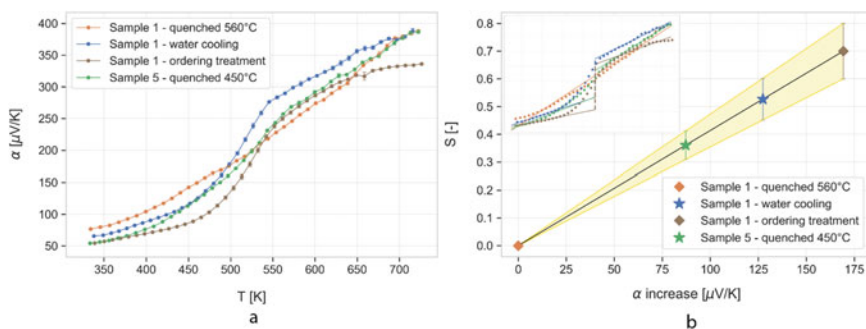 400
350
300
250
200
150
100
50
α [μV/K]
Sample 1 - quenched 560°C
Sample 1 - water cooling
Sample 1 - ordering treatment
Sample 5 - quenched 450°C
350 400 450 500 550 600 650 700
T [K]
a
0.8
0.7
0.6
0.5
0.4
0.3
0.2
0.1
0.0
S [-]
Sample 1 - quenched 560°C
Sample 1 - water cooling
Sample 1 - ordering treatment
Sample 5 - quenched 450°C
0 25 50 75 100 125 150 175
α increase [μV/K]
b